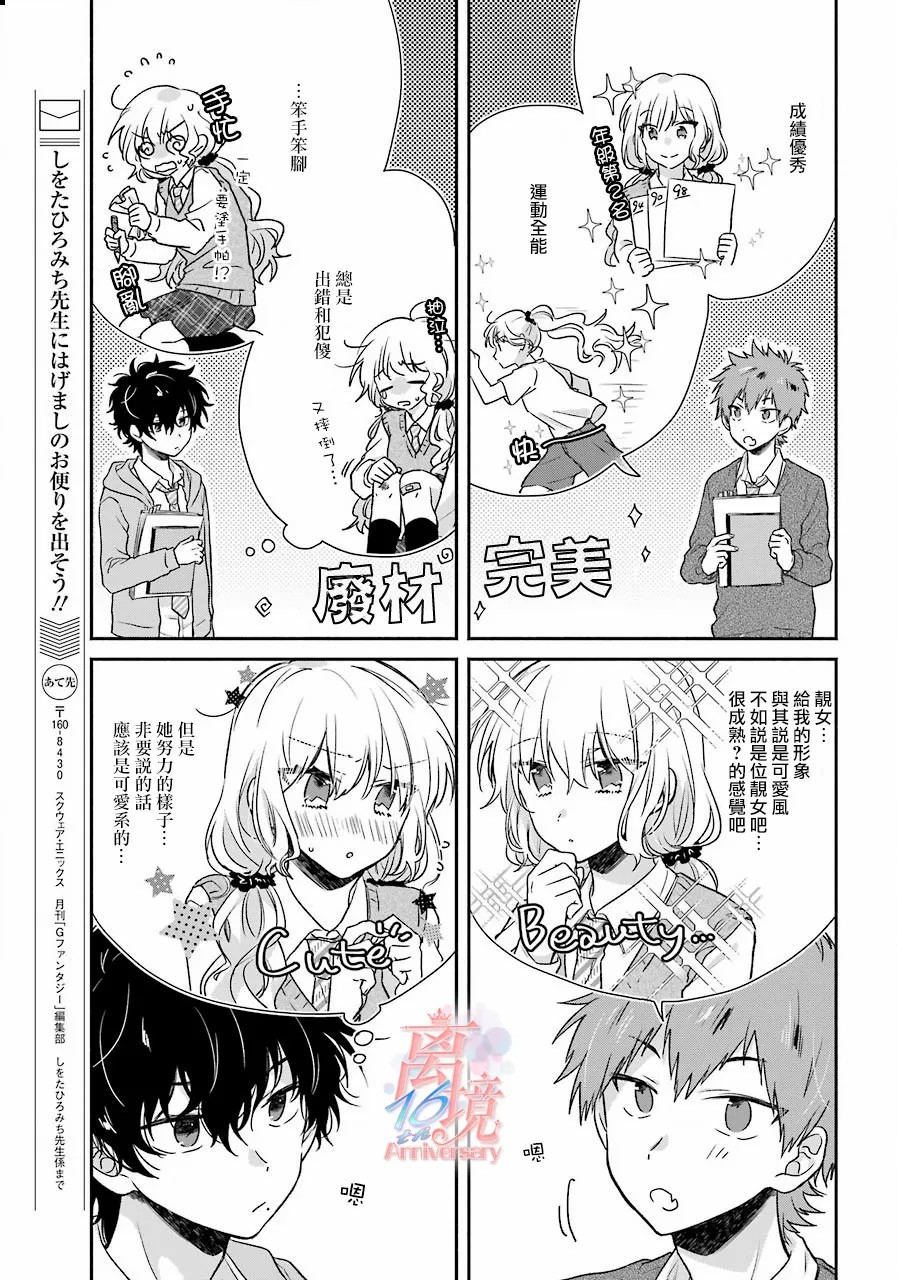 成績優秀
年級第2名
94
90
98
運動全能
快
完美
…笨手笨腳
手忙
一定…要塗手帕!?
腳亂
總是
出錯和犯傻
抽泣…
又摔倒了…
廢材
靚女…
給我的形象
與其說是可愛風
不如說是位靚女吧…
很成熟?的感覺吧
Beauty…
嗯
但是
她努力的樣子…
非要說的話
應該是可愛系的…
Cute
嗯
離境
16th
Anniversary
しをたひろみち先生にはげましのお便りを出そう!!
あて先
〒160-8430 スクウェア・エニックス 月刊「Gファンタジー」編集部 しをたひろみち先生係まで